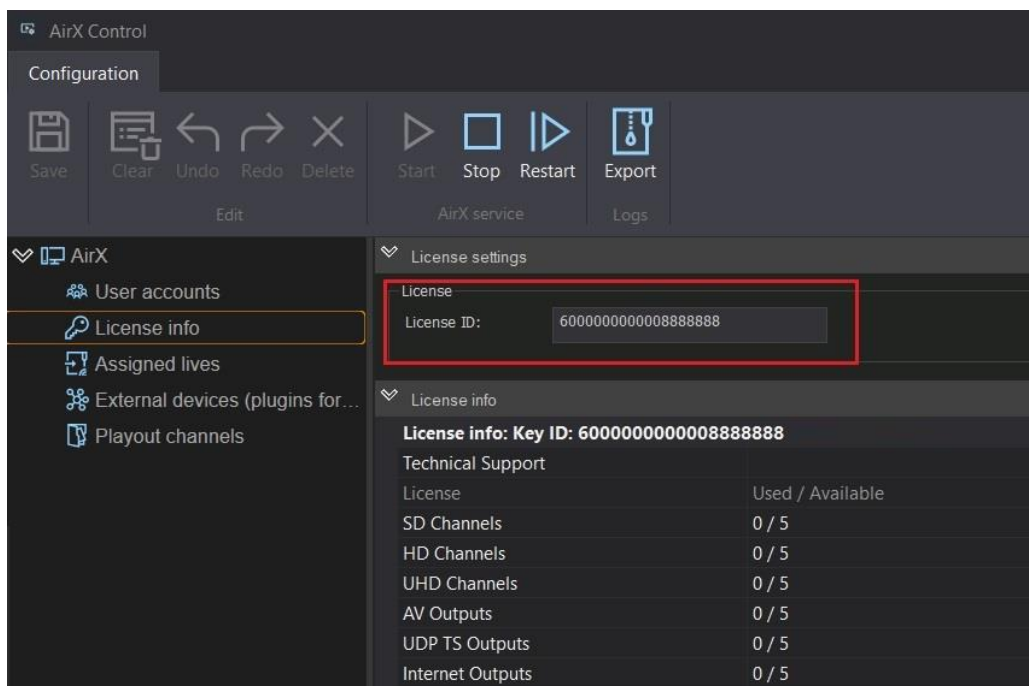 AirX Control
Configuration
Save
Clear Undo Redo Delete
Edit
Start Stop Restart
AirX service
Export
Logs
AirX
User accounts
License info
Assigned lives
External devices (plugins for...
Playout channels
License settings
License
License ID: 6000000000008888888
License info
License info: Key ID: 6000000000008888888
Technical Support
License Used / Available
SD Channels 0 / 5
HD Channels 0 / 5
UHD Channels 0 / 5
AV Outputs 0 / 5
UDP TS Outputs 0 / 5
Internet Outputs 0 / 5